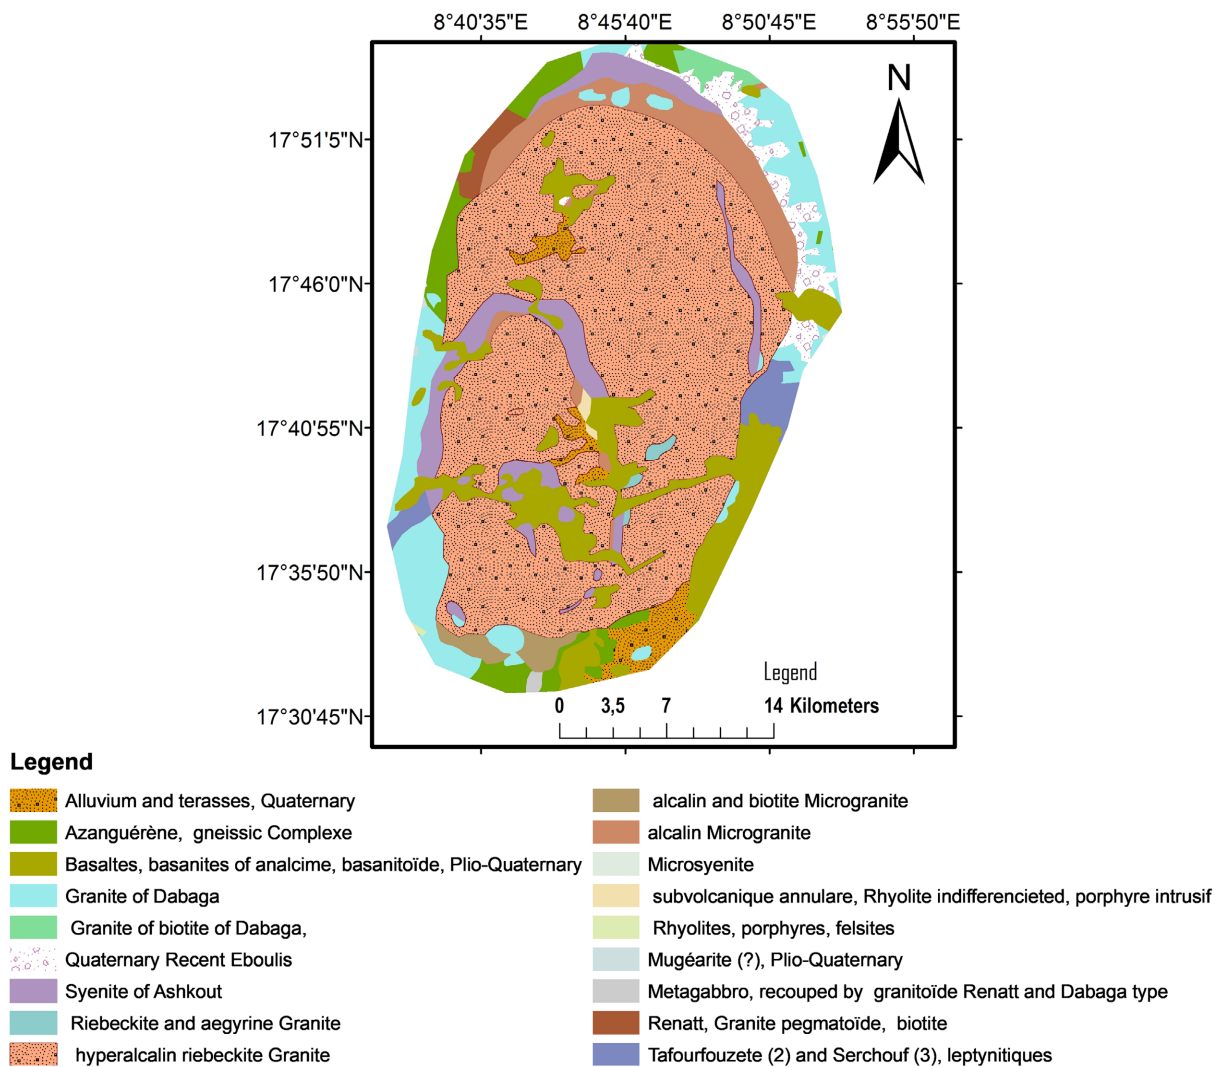 8°40'35"E 8°45'40"E 8°50'45"E 8°55'50"E
N
17°51'5"N
17°46'0"N
17°40'55"N
17°35'50"N
17°30'45"N
Legend
0 3,5 7 14 Kilometers
Legend
Alluvium and terasses, Quaternary
Azanguérène, gneissic Complexe
Basaltes, basanites of analcime, basanitoïde, Plio-Quaternary
Granite of Dabaga
Granite of biotite of Dabaga,
Quaternary Recent Eboulis
Syenite of Ashkout
Riebeckite and aegyrine Granite
hyperalcalin riebeckite Granite
alcalin and biotite Microgranite
alcalin Microgranite
Microsyenite
subvolcanique annulare, Rhyolite indifferencieted, porphyre intrusif
Rhyolites, porphyres, felsites
Mugéarite (?), Plio-Quaternary
Metagabbro, recouped by granitoïde Renatt and Dabaga type
Renatt, Granite pegmatoïde, biotite
Tafourfouzete (2) and Serchouf (3), leptynitiques